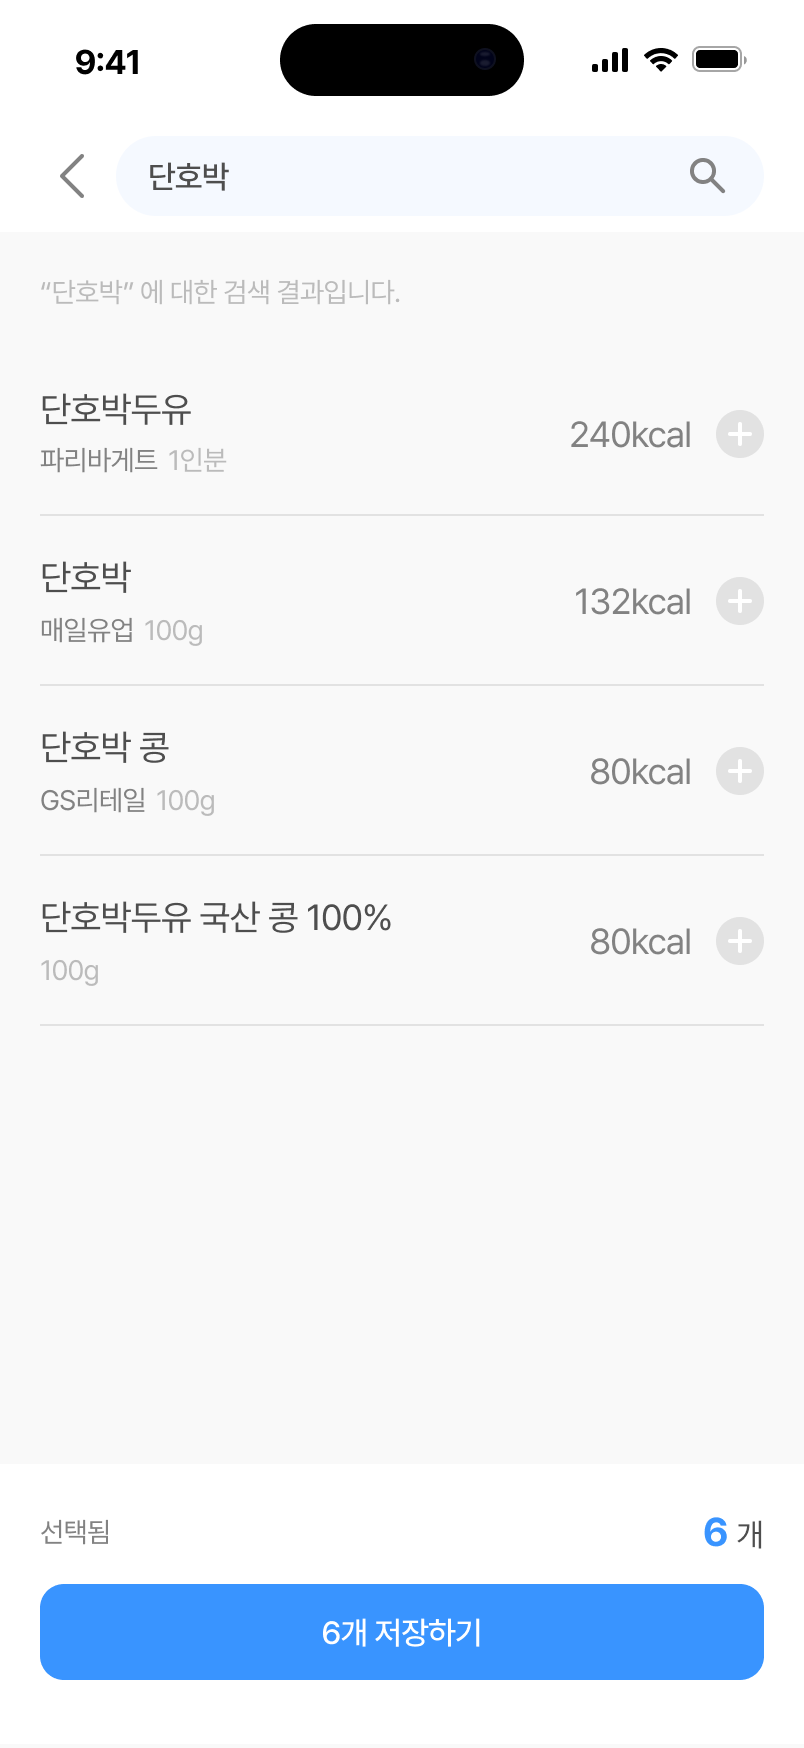 9:41
단호박
“단호박” 에 대한 검색 결과입니다.
단호박두유
240kcal
파리바게트 1인분
단호박
132kcal
매일유업 100g
단호박 콩
80kcal
GS리테일 100g
단호박두유 국산 콩 100%
80kcal
100g
선택됨
6 개
6개 저장하기